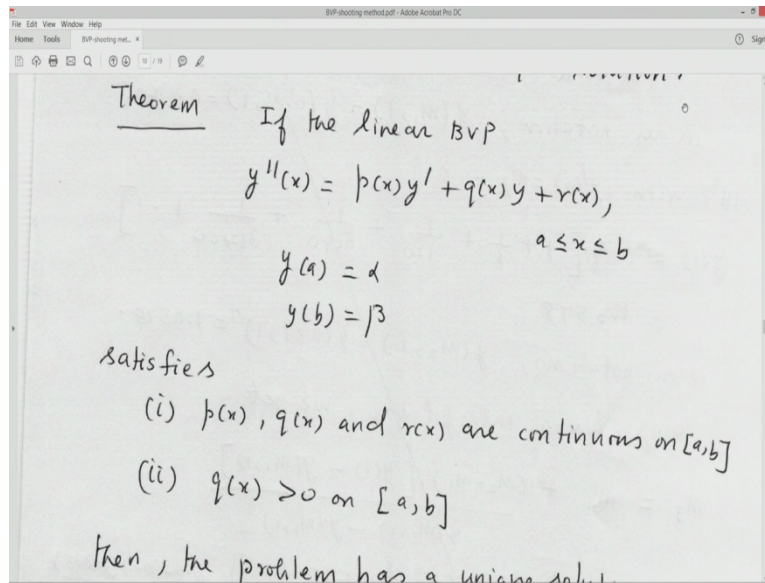 BVP-shooting method.pdf - Adobe Acrobat Pro DC
File Edit View Window Help
Home Tools BVP-shooting met... × Sign
Theorem If the linear BVP
y''(x) = p(x)y' + q(x)y + r(x),
a ≤ x ≤ b
y(a) = α
y(b) = β
satisfies
(i) p(x), q(x) and r(x) are continuous on [a,b]
(ii) q(x) > 0 on [a,b]
then, the problem has a unique